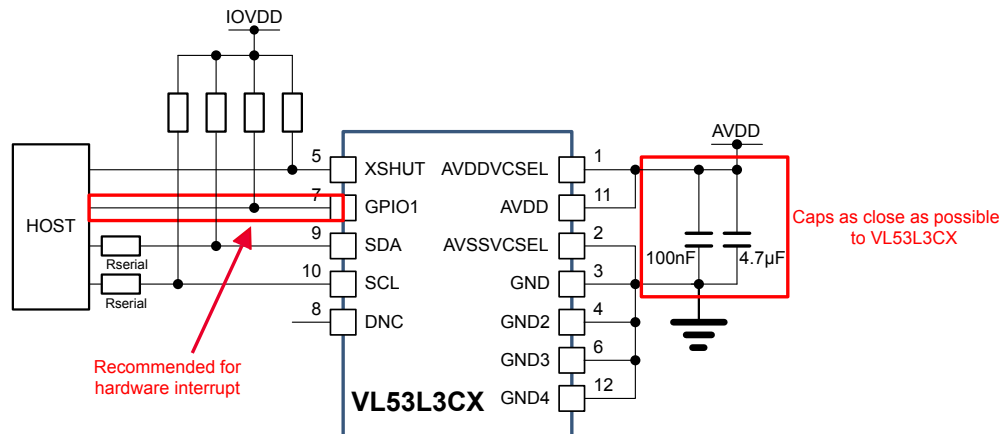 IOVDD
HOST
Rserial
Rserial
5
7
9
10
8
XSHUT
GPIO1
SDA
SCL
DNC
AVDDVCSEL
AVDD
AVSSVCSEL
GND
GND2
GND3
GND4
1
11
2
3
4
6
12
VL53L3CX
AVDD
100nF
4.7µF
Caps as close as possible
to VL53L3CX
Recommended for
hardware interrupt